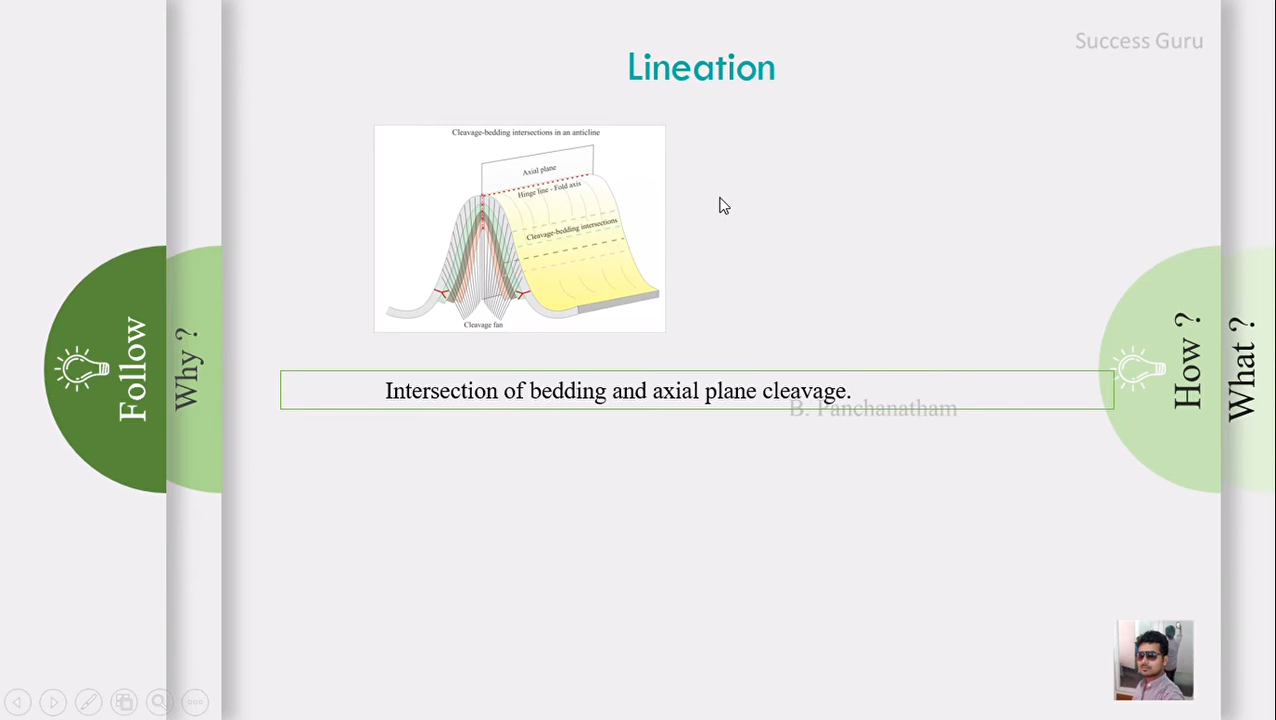 Success Guru
Lineation
Cleavage-bedding intersections in an anticline
Axial plane
Hinge line - Fold axis
Cleavage-bedding intersections
Cleavage fan
Follow
Why ?
How ?
What ?
Intersection of bedding and axial plane cleavage.
B. Panchanatham